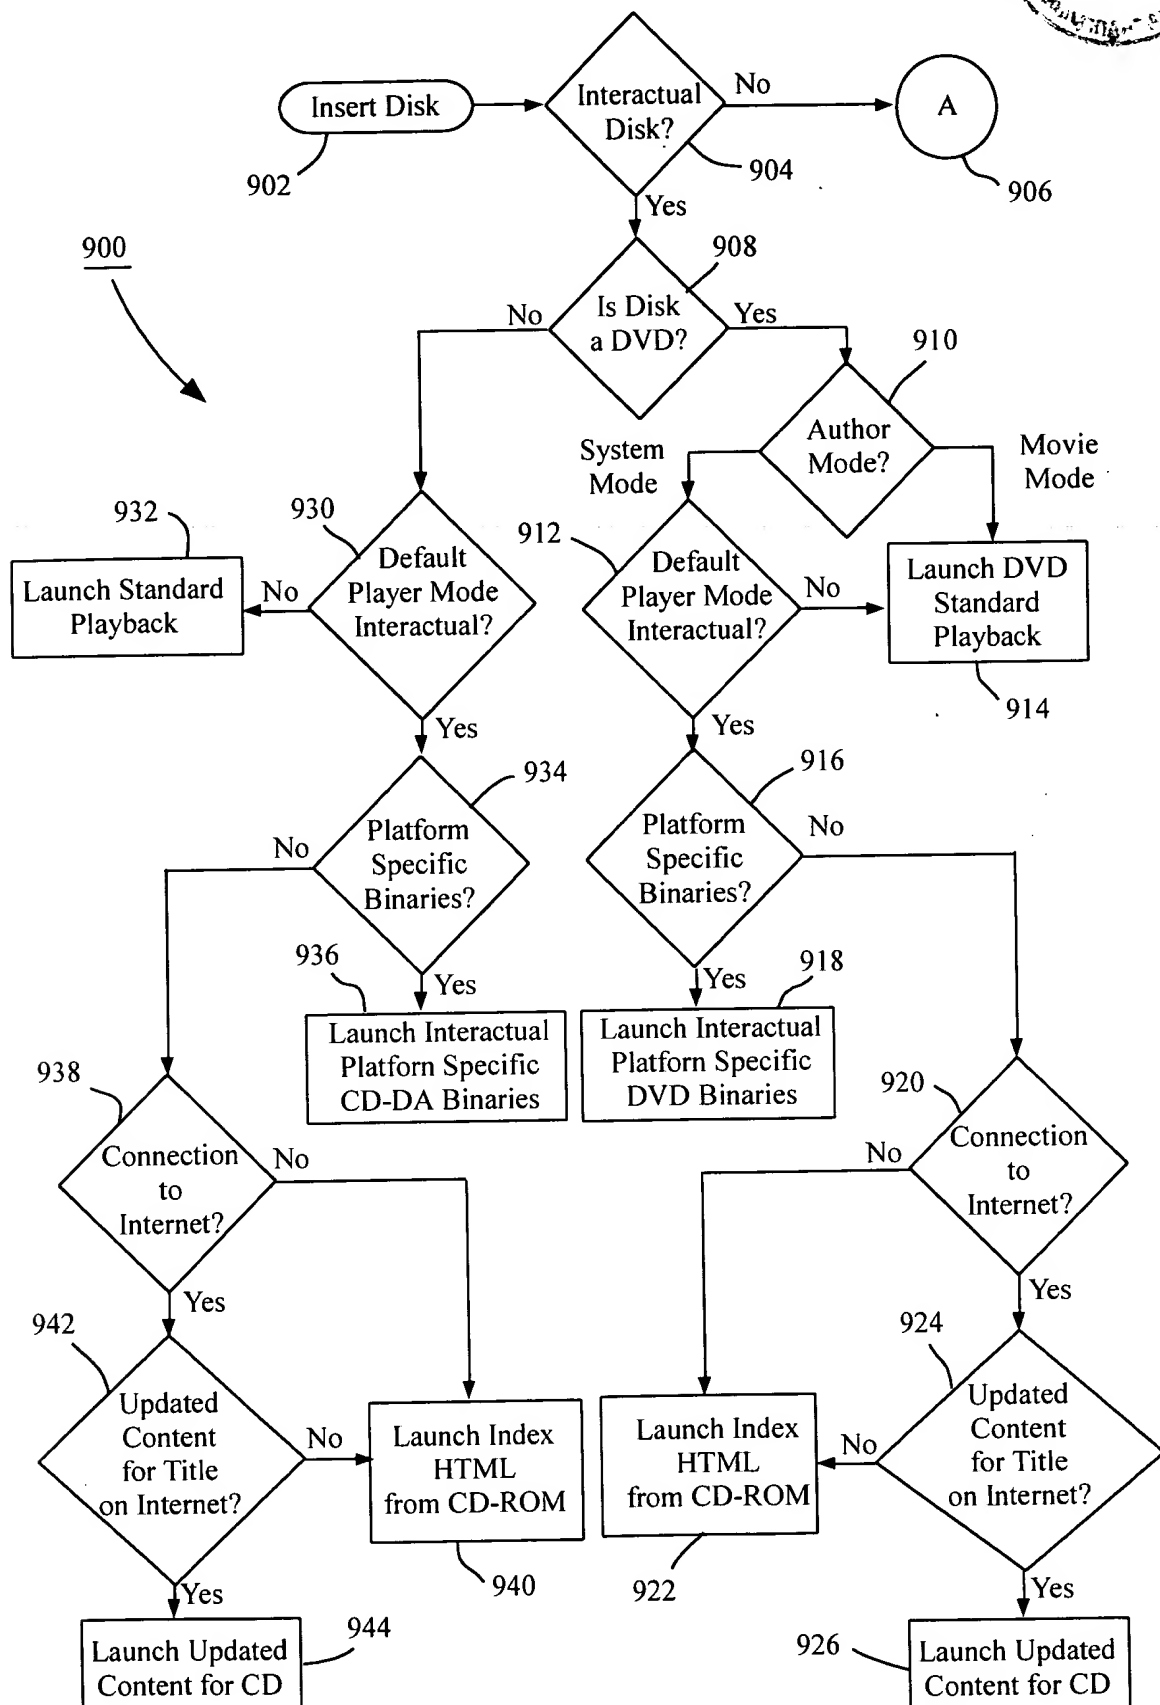 Insert Disk
902
Interactual
Disk?
904
No
A
906
Yes
900
Is Disk
a DVD?
908
No
Yes
Author
Mode?
910
System
Mode
Movie
Mode
932
Launch Standard
Playback
No
930
Default
Player Mode
Interactual?
912
Default
Player Mode
Interactual?
No
Launch DVD
Standard
Playback
914
Yes
Yes
934
Platform
Specific
Binaries?
No
916
Platform
Specific
Binaries?
No
936
Yes
Launch Interactual
Platforn Specific
CD-DA Binaries
918
Yes
Launch Interactual
Platforn Specific
DVD Binaries
938
Connection
to
Internet?
No
920
Connection
to
Internet?
No
Yes
Yes
942
Updated
Content
for Title
on Internet?
No
Launch Index
HTML
from CD-ROM
940
Launch Index
HTML
from CD-ROM
922
924
Updated
Content
for Title
on Internet?
No
Yes
Yes
Launch Updated
Content for CD
944
926
Launch Updated
Content for CD